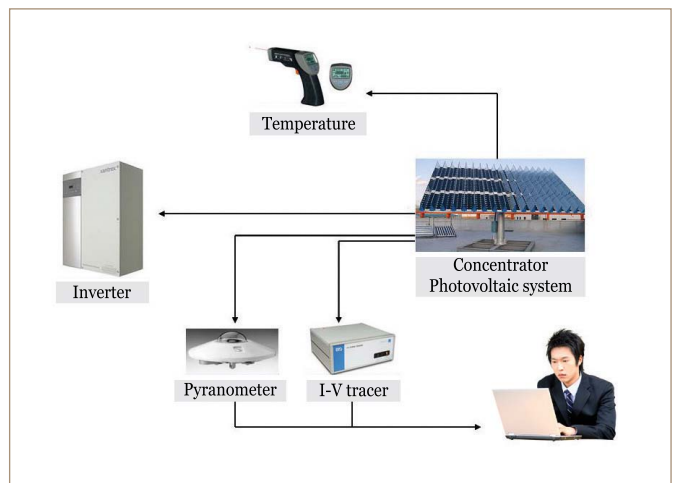 Temperature
Concentrator
Photovoltaic system
Inverter
Pyranometer
I-V tracer